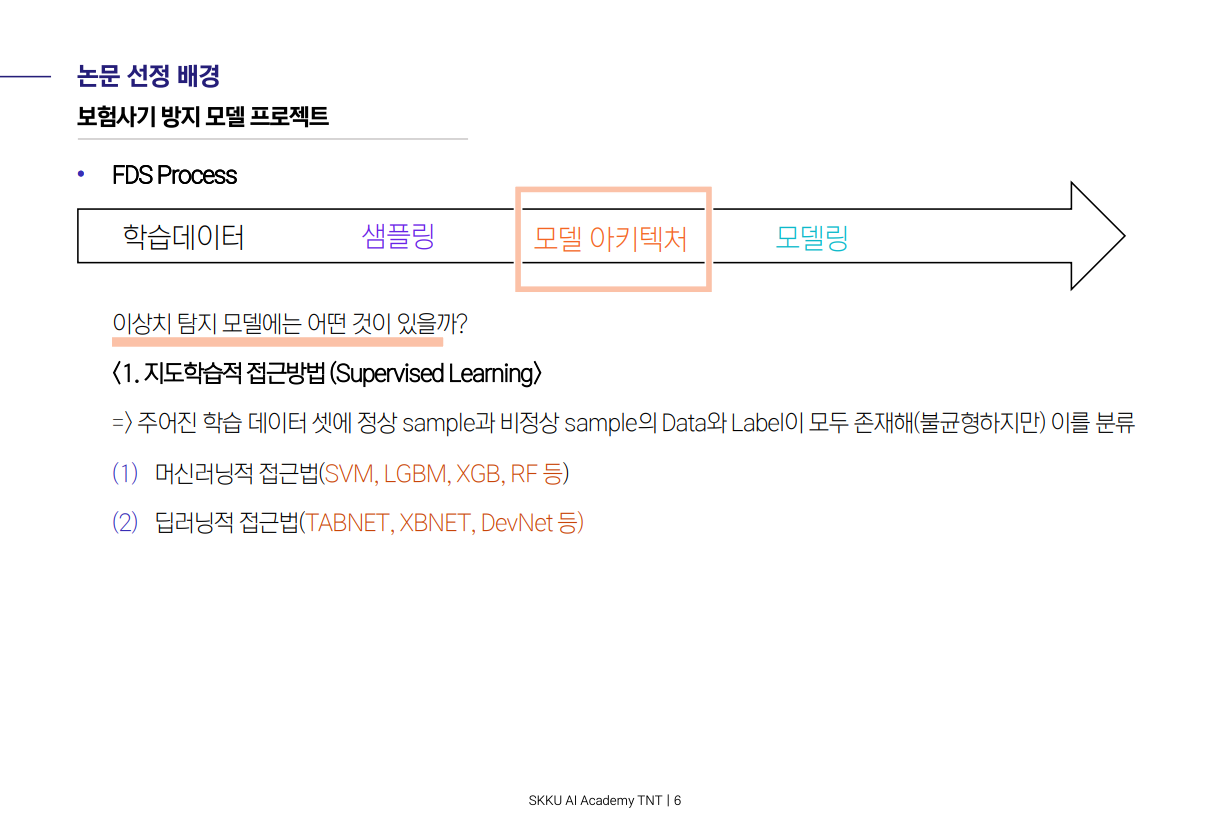 논문 선정 배경
보험사기 방지 모델 프로젝트
• FDS Process
학습데이터 샘플링 모델 아키텍처 모델링
이상치 탐지 모델에는 어떤 것이 있을까?
<1. 지도학습적 접근방법 (Supervised Learning)>
=> 주어진 학습 데이터 셋에 정상 sample과 비정상 sample의 Data와 Label이 모두 존재해(불균형하지만) 이를 분류
(1) 머신러닝적 접근법(SVM, LGBM, XGB, RF 등)
(2) 딥러닝적 접근법(TABNET, XBNET, DevNet 등)
SKKU AI Academy TNT | 6